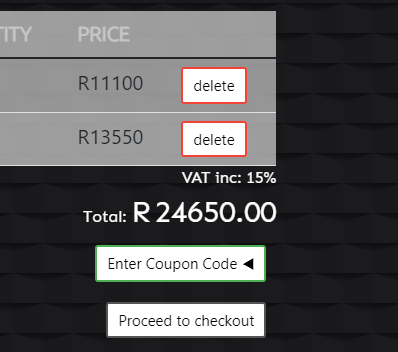 TITY PRICE
R11100 delete
R13550 delete
VAT inc: 15%
Total: R 24650.00
Enter Coupon Code ◀
Proceed to checkout